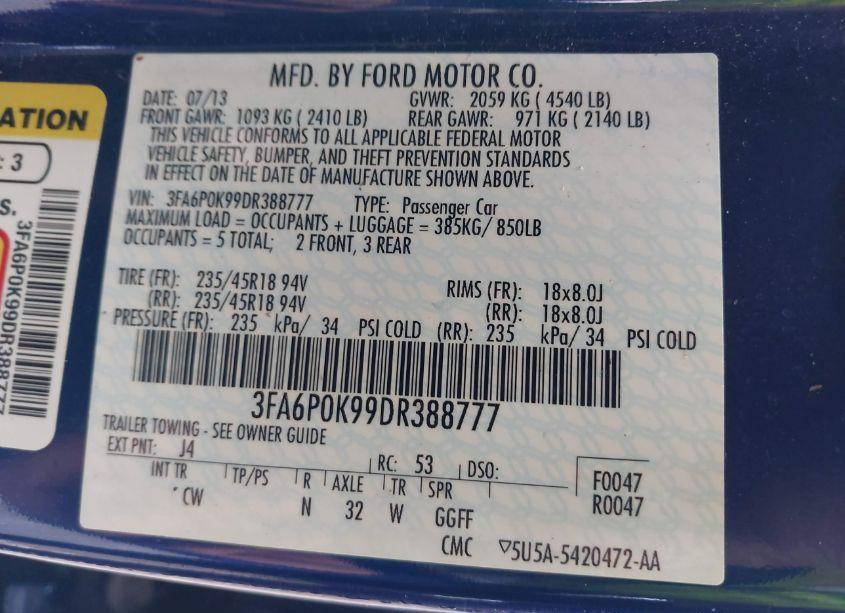 MFD. BY FORD MOTOR CO.
DATE: 07/13 GVWR: 2059 KG ( 4540 LB)
FRONT GAWR: 1093 KG ( 2410 LB) REAR GAWR: 971 KG ( 2140 LB)
THIS VEHICLE CONFORMS TO ALL APPLICABLE FEDERAL MOTOR
VEHICLE SAFETY, BUMPER, AND THEFT PREVENTION STANDARDS
IN EFFECT ON THE DATE OF MANUFACTURE SHOWN ABOVE.
VIN: 3FA6P0K99DR388777 TYPE: Passenger Car
MAXIMUM LOAD = OCCUPANTS + LUGGAGE = 385KG/ 850LB
OCCUPANTS = 5 TOTAL; 2 FRONT, 3 REAR
TIRE (FR): 235/45R18 94V RIMS (FR): 18x8.0J
(RR): 235/45R18 94V (RR): 18x8.0J
PRESSURE (FR): 235 kPa/ 34 PSI COLD (RR): 235 kPa/ 34 PSI COLD
3FA6P0K99DR388777
TRAILER TOWING - SEE OWNER GUIDE
EXT PNT: J4 RC: 53 DSO: F0047
INT TR TP/PS R AXLE TR SPR R0047
CW N 32 W GGFF
CMC ▽5U5A-5420472-AA
ATION
: 3
S.
3FA6P0K99DR388777